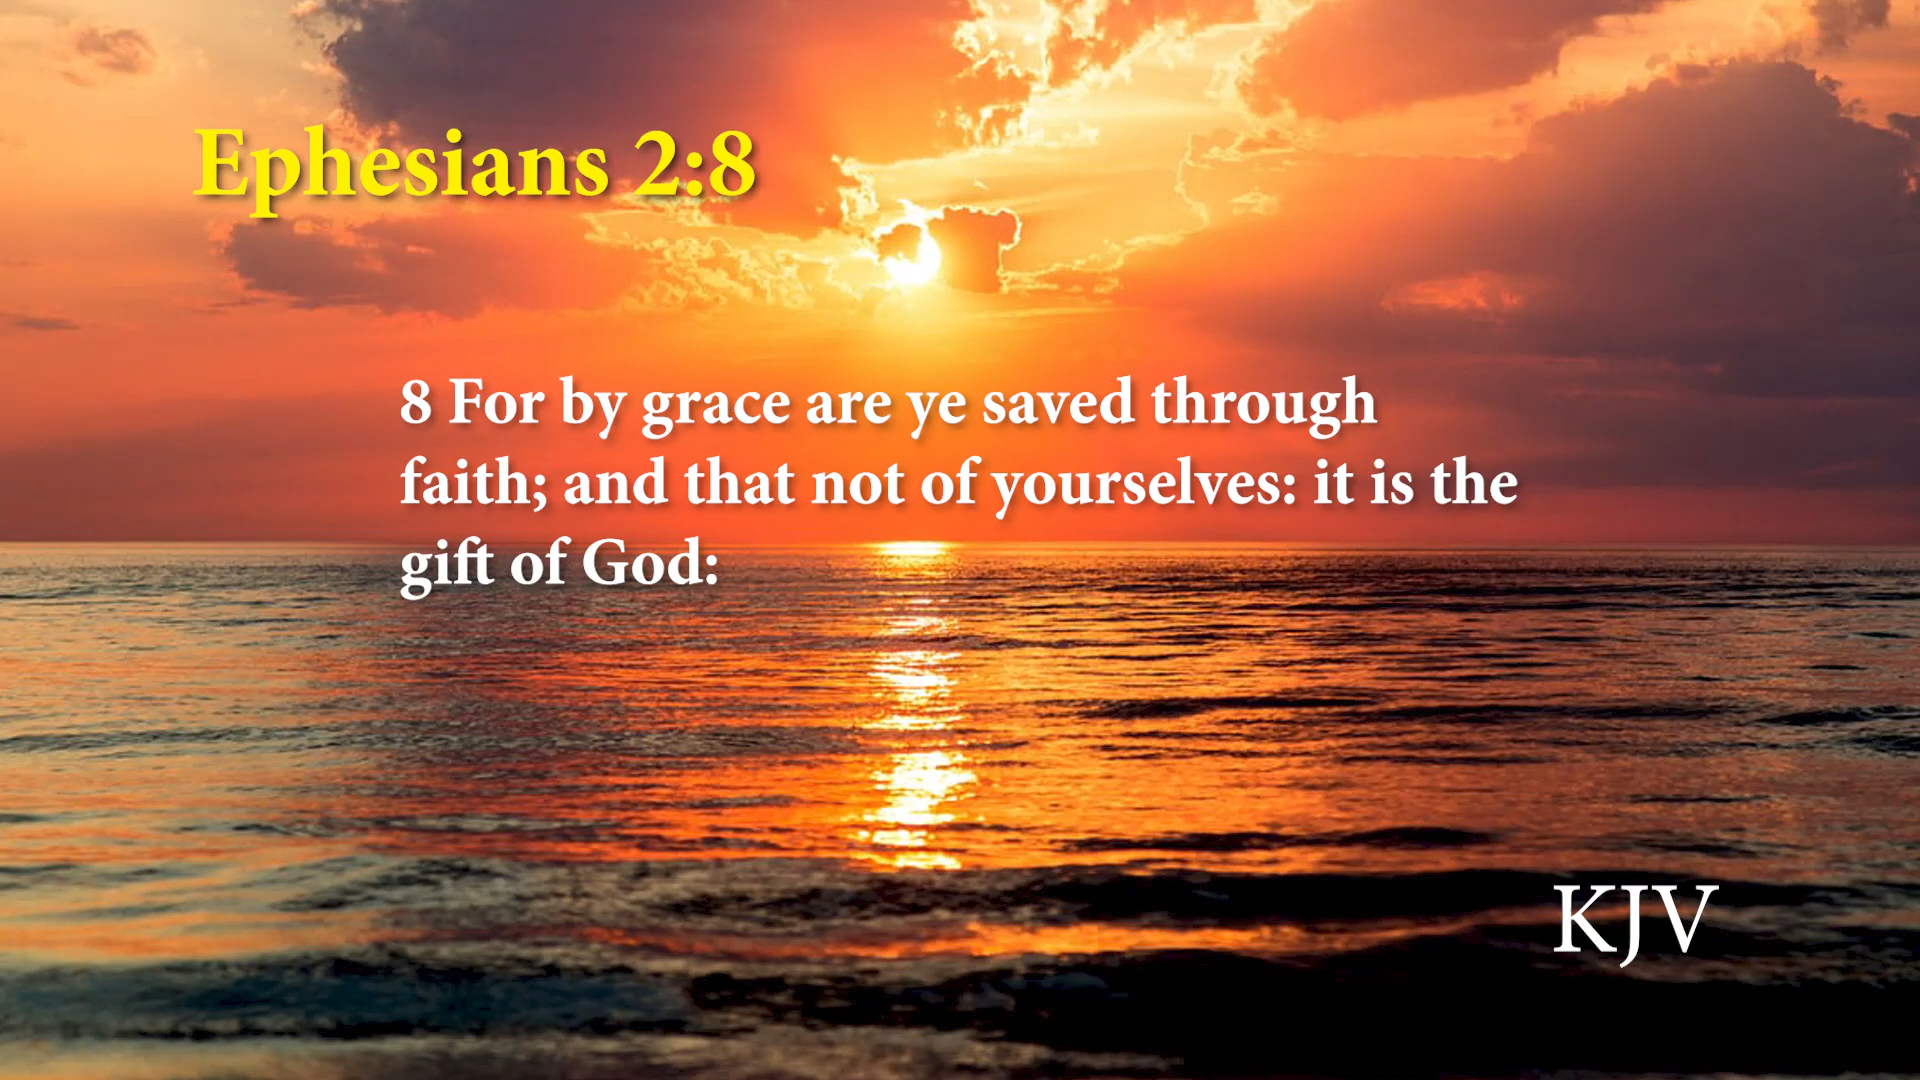 Ephesians 2:8
8 For by grace are ye saved through
faith; and that not of yourselves: it is the
gift of God:
KJV